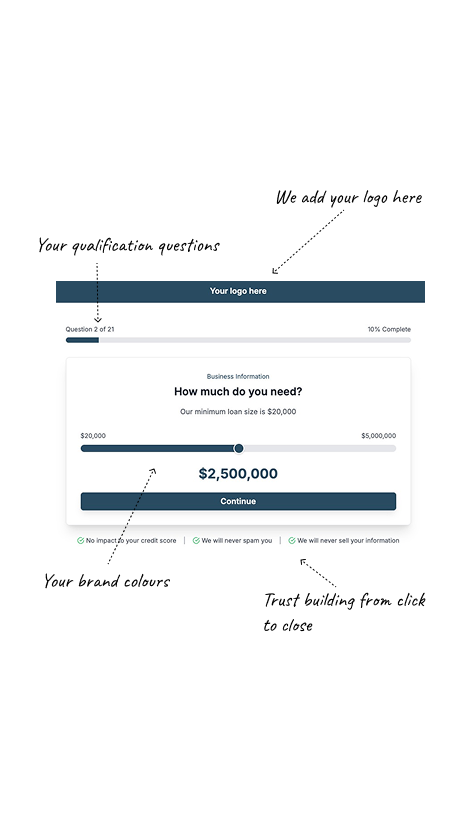 We add your logo here
Your qualification questions
Your logo here
Question 2 of 21
10% Complete
Business Information
How much do you need?
Our minimum loan size is $20,000
$20,000
$5,000,000
$2,500,000
Continue
No impact to your credit score | We will never spam you | We will never sell your information
Your brand colours
Trust building from click
to close